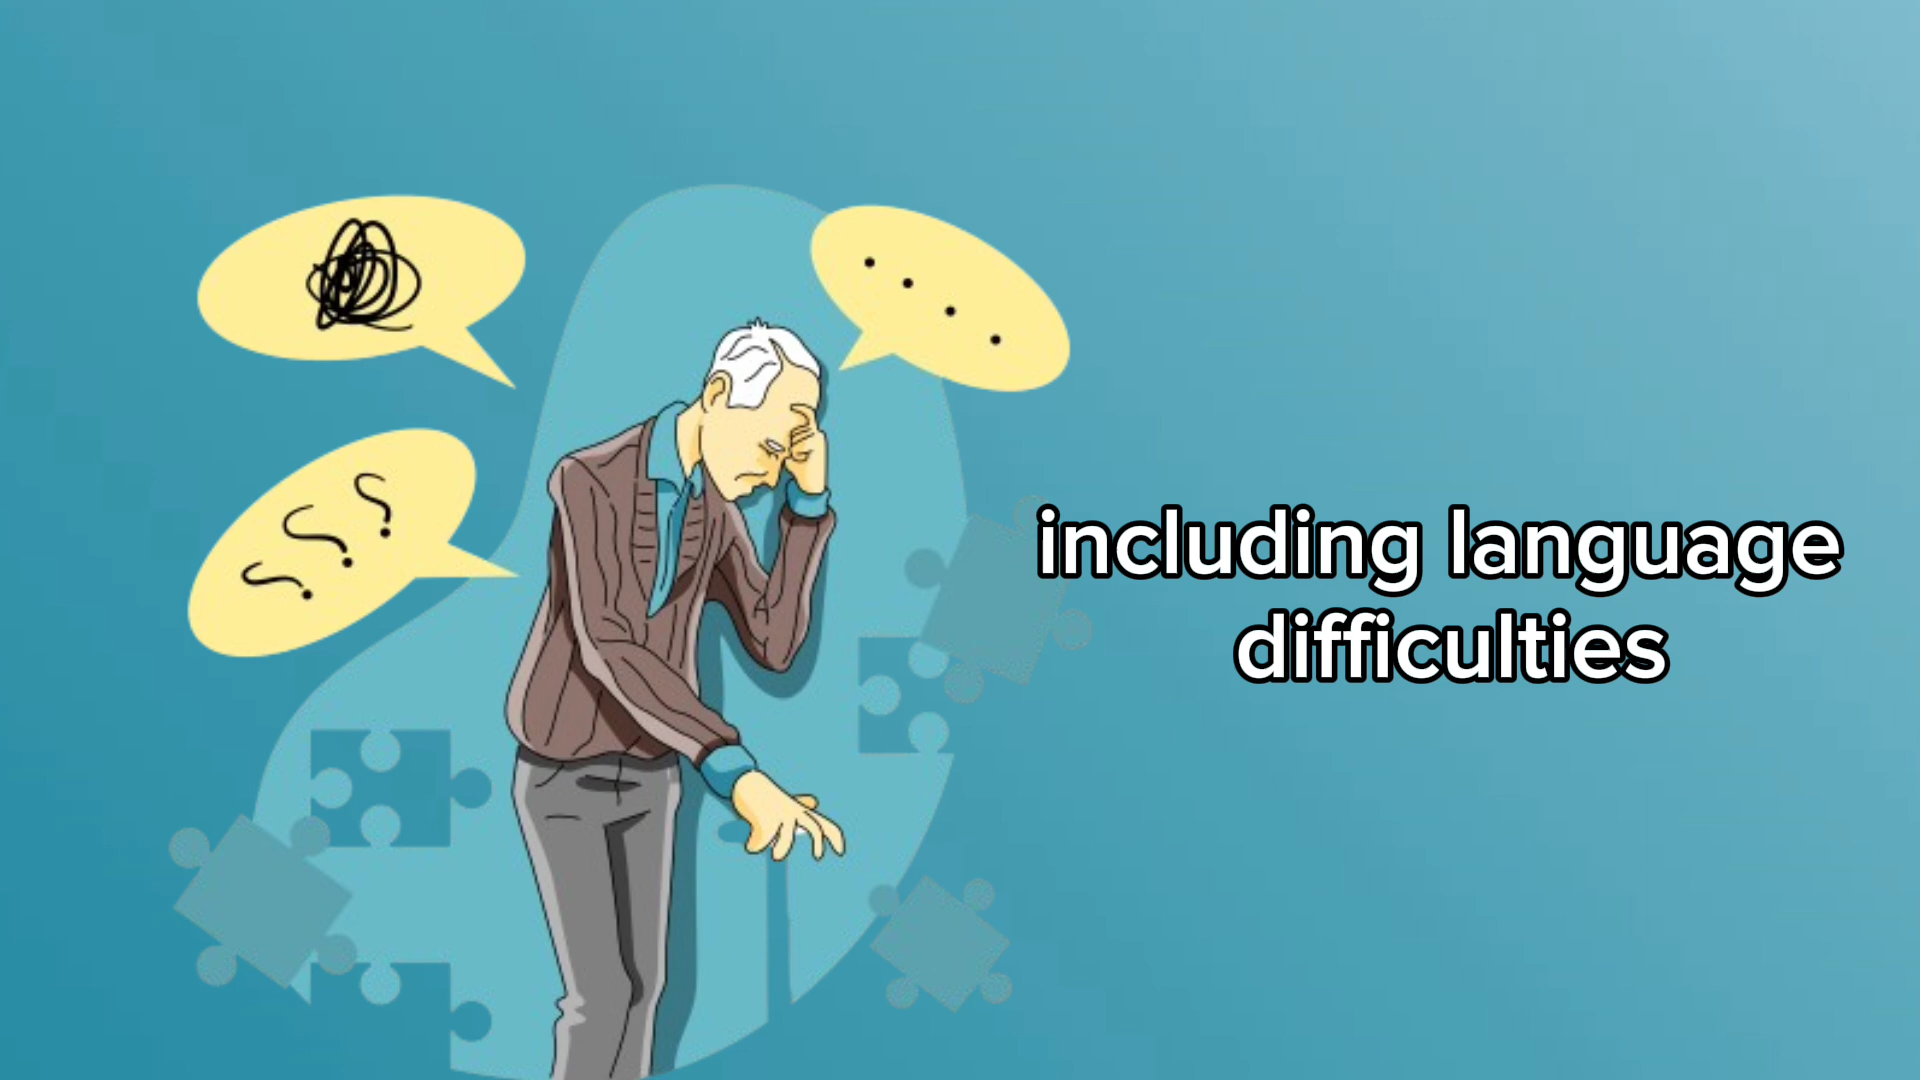 ? ? ?
....
including language
difficulties